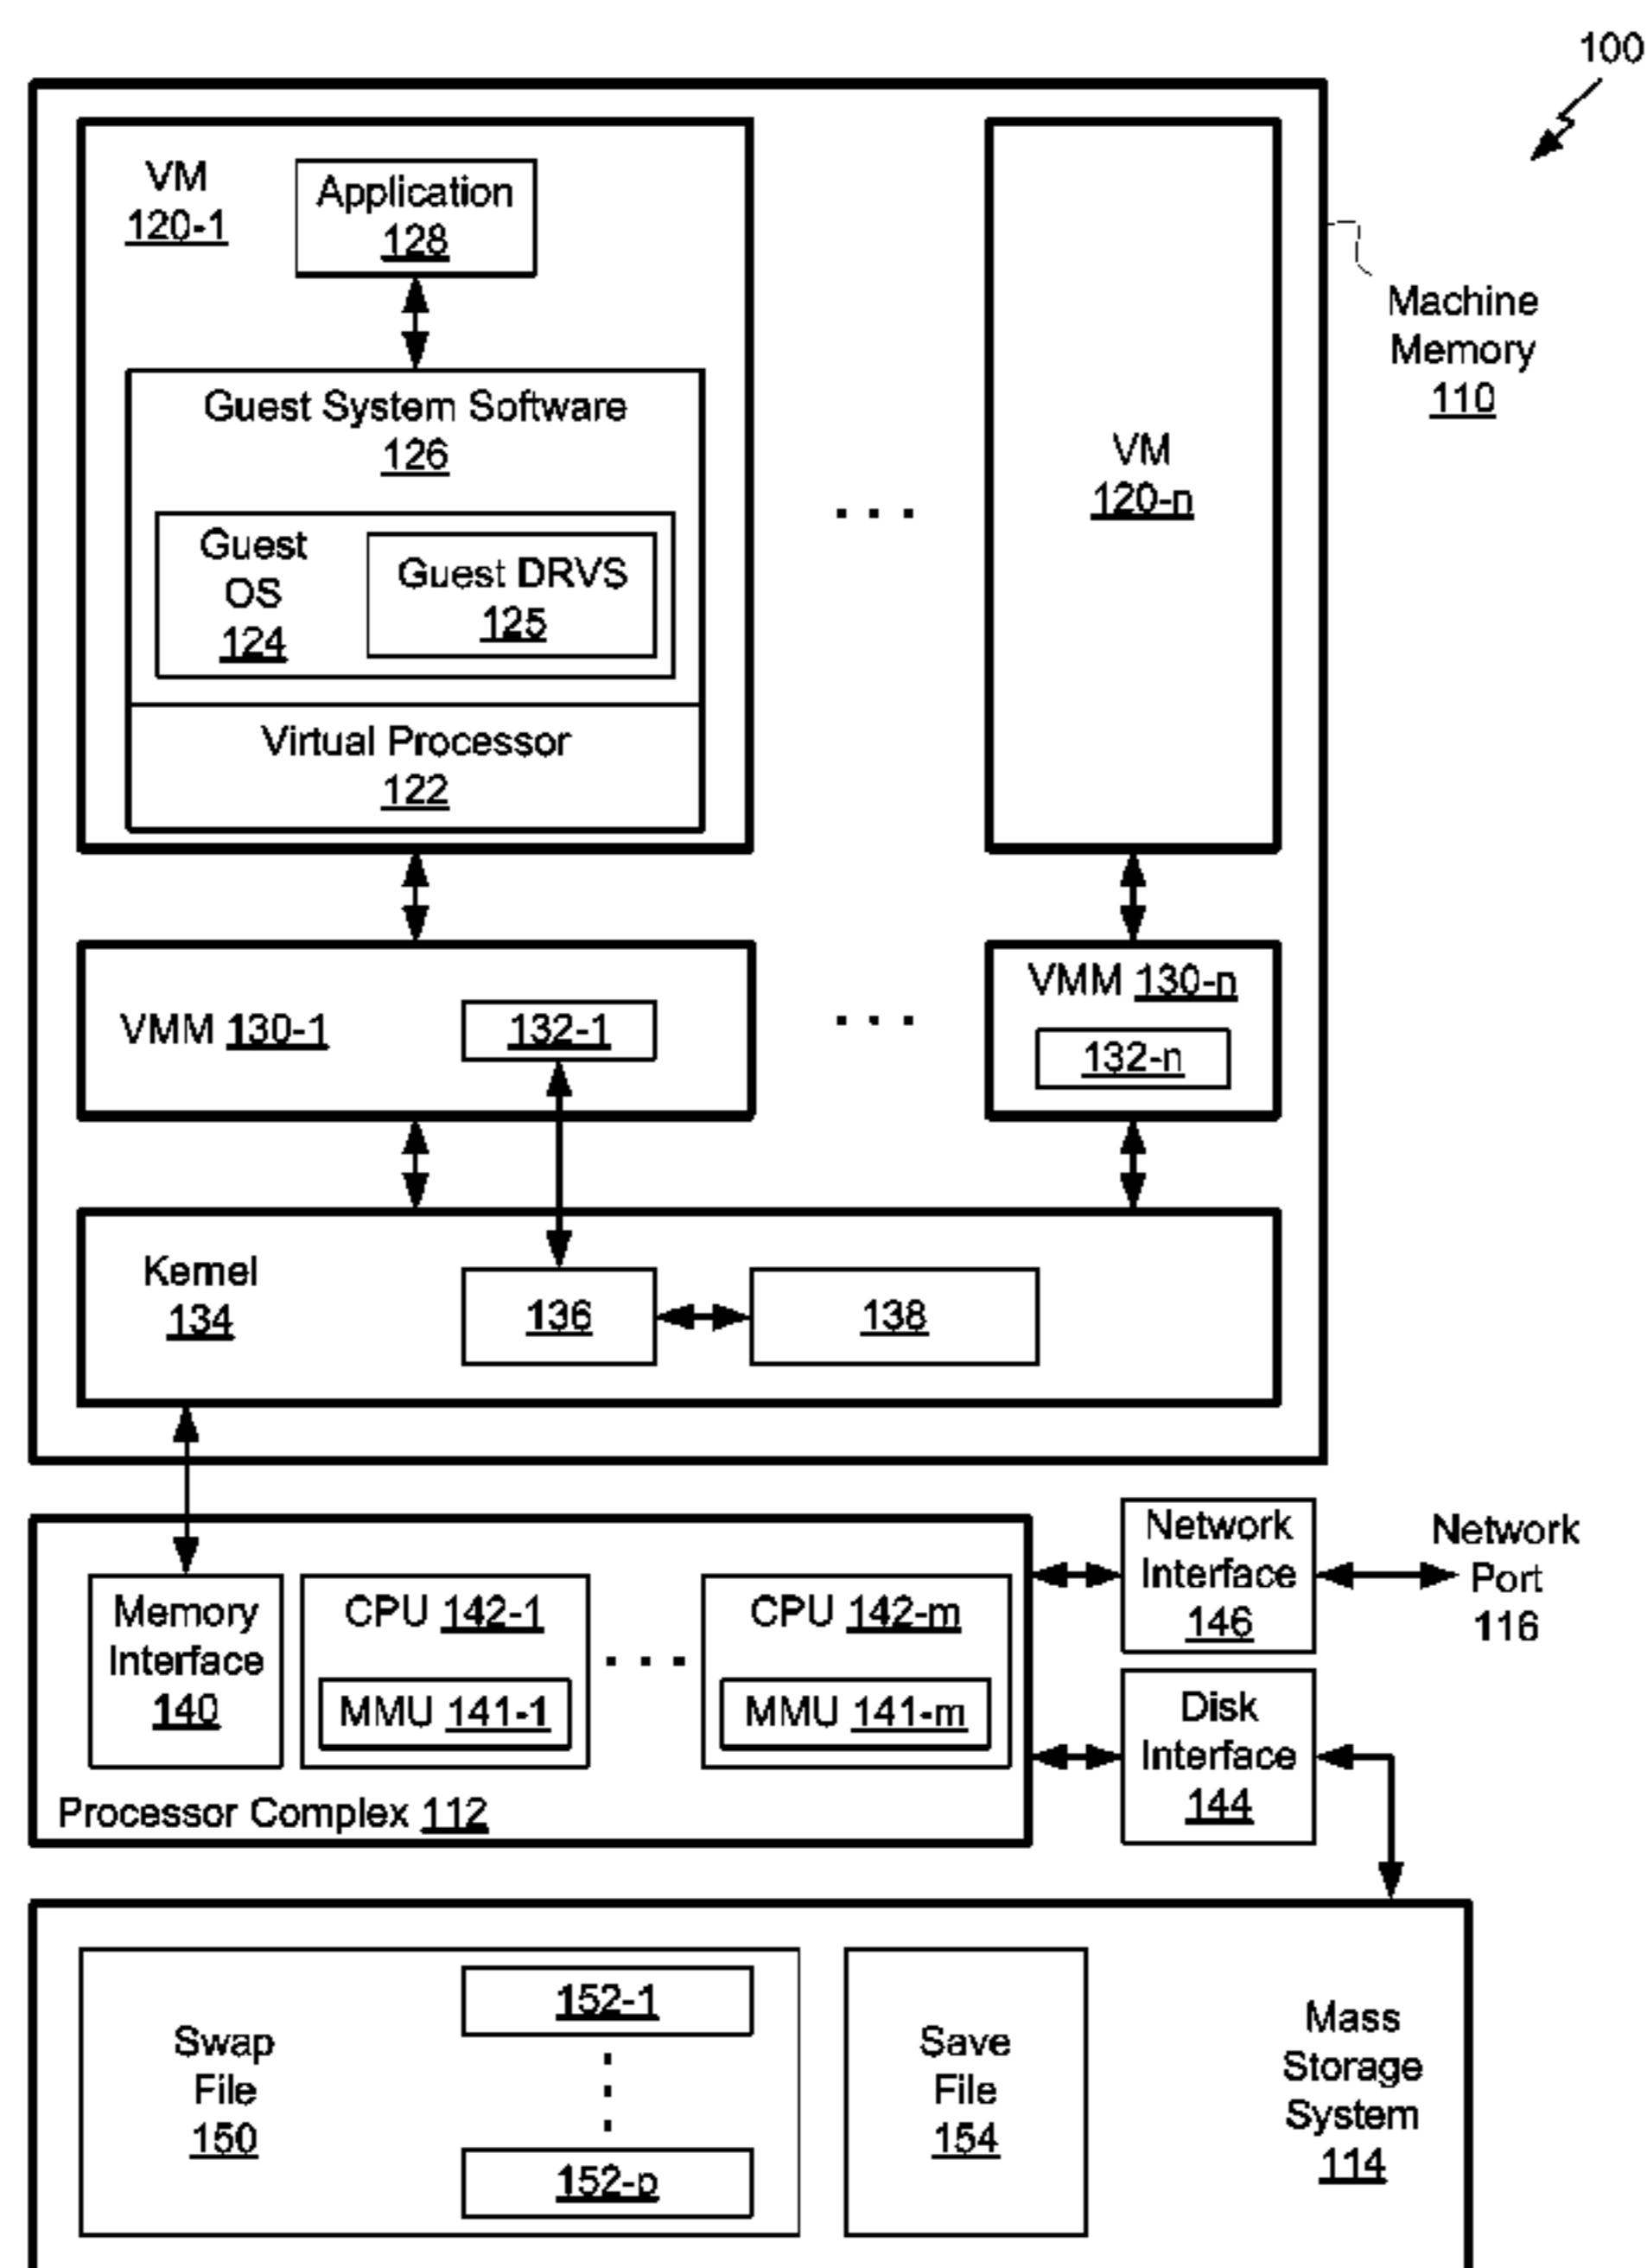 100
VM
120-1
Application
128
Machine
Memory
110
Guest System Software
126
VM
120-n
Guest
OS
124
Guest DRVS
125
. . .
Virtual Processor
122
VMM 130-1
132-1
. . .
VMM 130-n
132-n
Kernel
134
136
138
Memory
Interface
140
CPU 142-1
MMU 141-1
. . .
CPU 142-m
MMU 141-m
Processor Complex 112
Network
Interface
146
Network
Port
116
Disk
Interface
144
Swap
File
150
152-1
.
.
.
152-p
Save
File
154
Mass
Storage
System
114